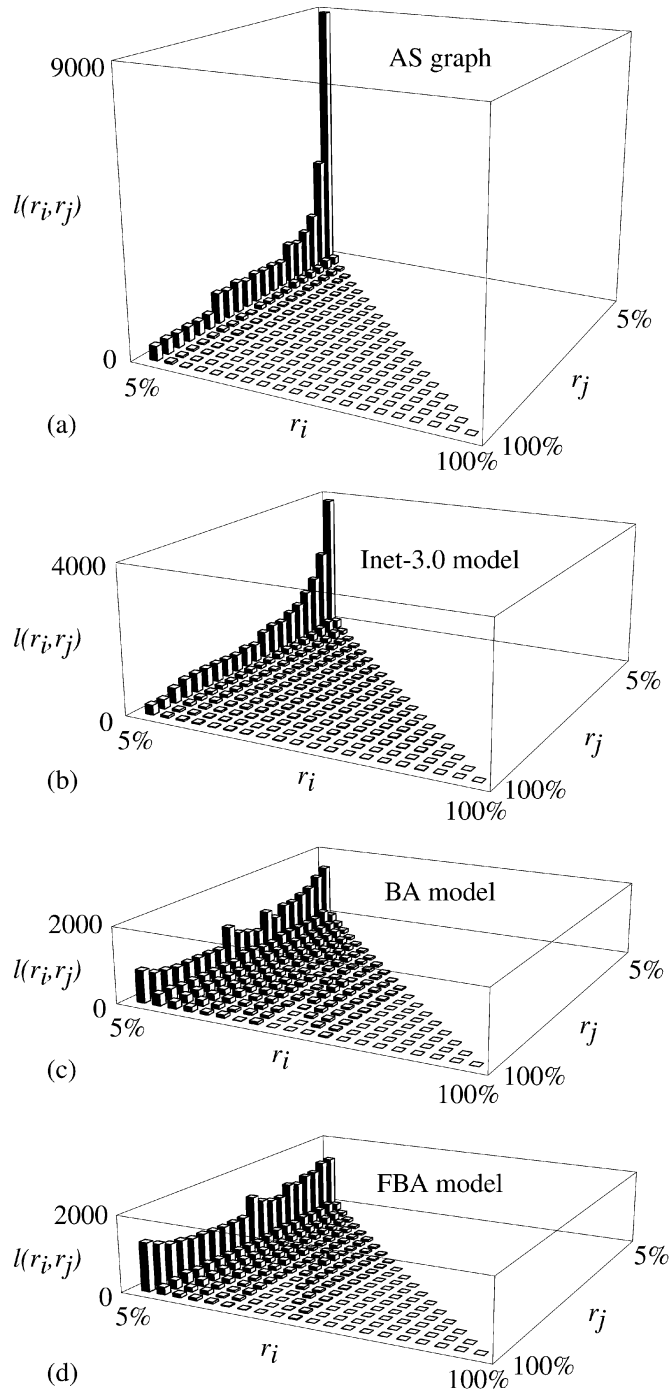 AS graph
9000
l(ri,rj)
0
5%
5%
rj
ri
100%
100%
(a)
Inet-3.0 model
4000
l(ri,rj)
0
5%
5%
rj
ri
100%
100%
(b)
BA model
2000
l(ri,rj)
0
5%
5%
rj
ri
100%
100%
(c)
FBA model
2000
l(ri,rj)
0
5%
5%
rj
ri
100%
100%
(d)